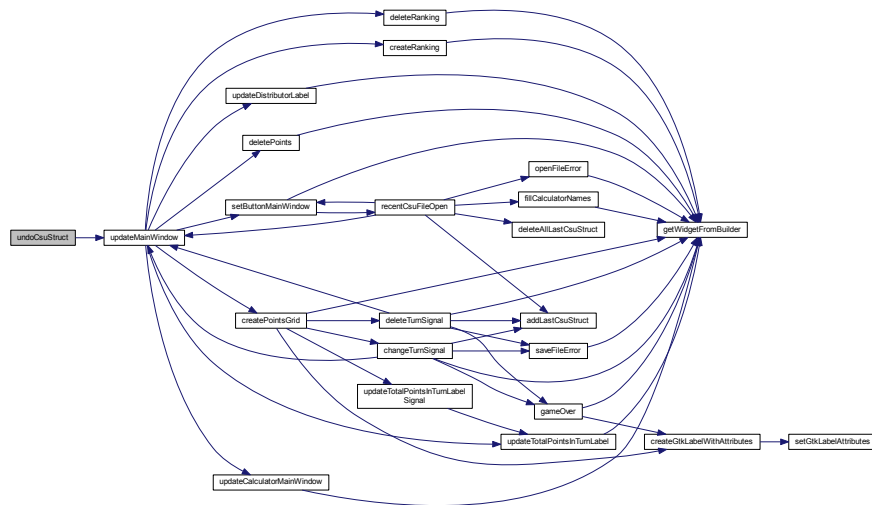 deleteRanking
createRanking
updateDistributorLabel
deletePoints
openFileError
setButtonMainWindow
recentCsuFileOpen
fillCalculatorNames
deleteAllLastCsuStruct
undoCsuStruct
updateMainWindow
getWidgetFromBuilder
createPointsGrid
deleteTurnSignal
addLastCsuStruct
changeTurnSignal
saveFileError
updateTotalPointsInTurnLabel
Signal
gameOver
updateTotalPointsInTurnLabel
createGtkLabelWithAttributes
setGtkLabelAttributes
updateCalculatorMainWindow